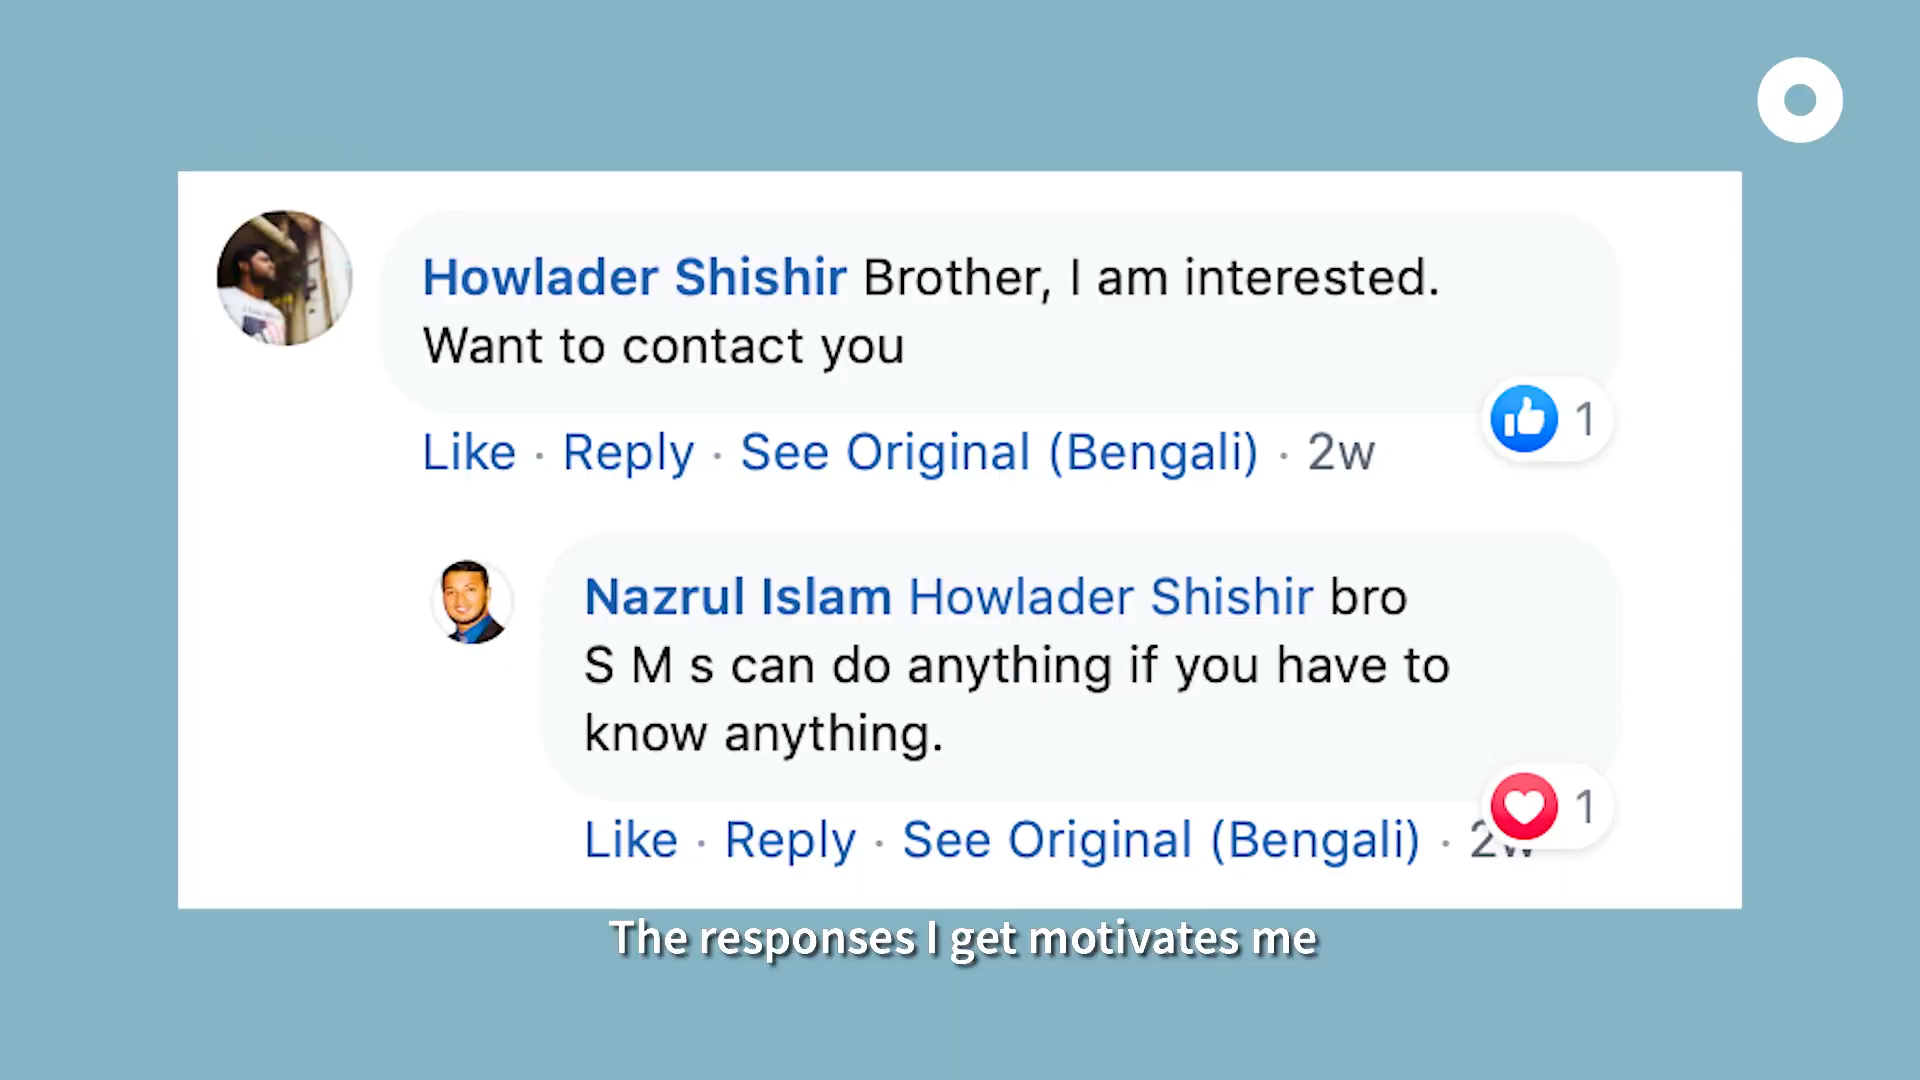 Howlader Shishir Brother, I am interested.
Want to contact you
1
Like · Reply · See Original (Bengali) · 2w
Nazrul Islam Howlader Shishir bro
S M s can do anything if you have to
know anything.
1
Like · Reply · See Original (Bengali) · 2w
The responses I get motivates me